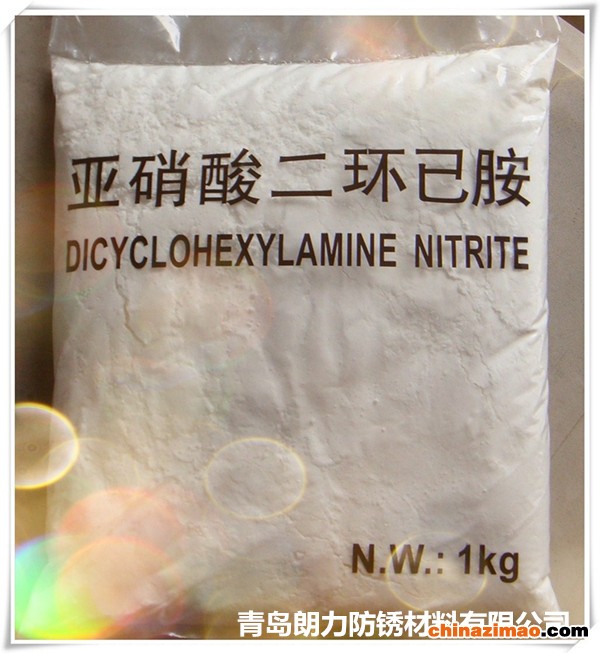 亚硝酸二环已胺
DICYCLOHEXYLAMINE NITRITE
N.W.: 1kg
青岛朗力防锈材料有限公司
chinazimao.com